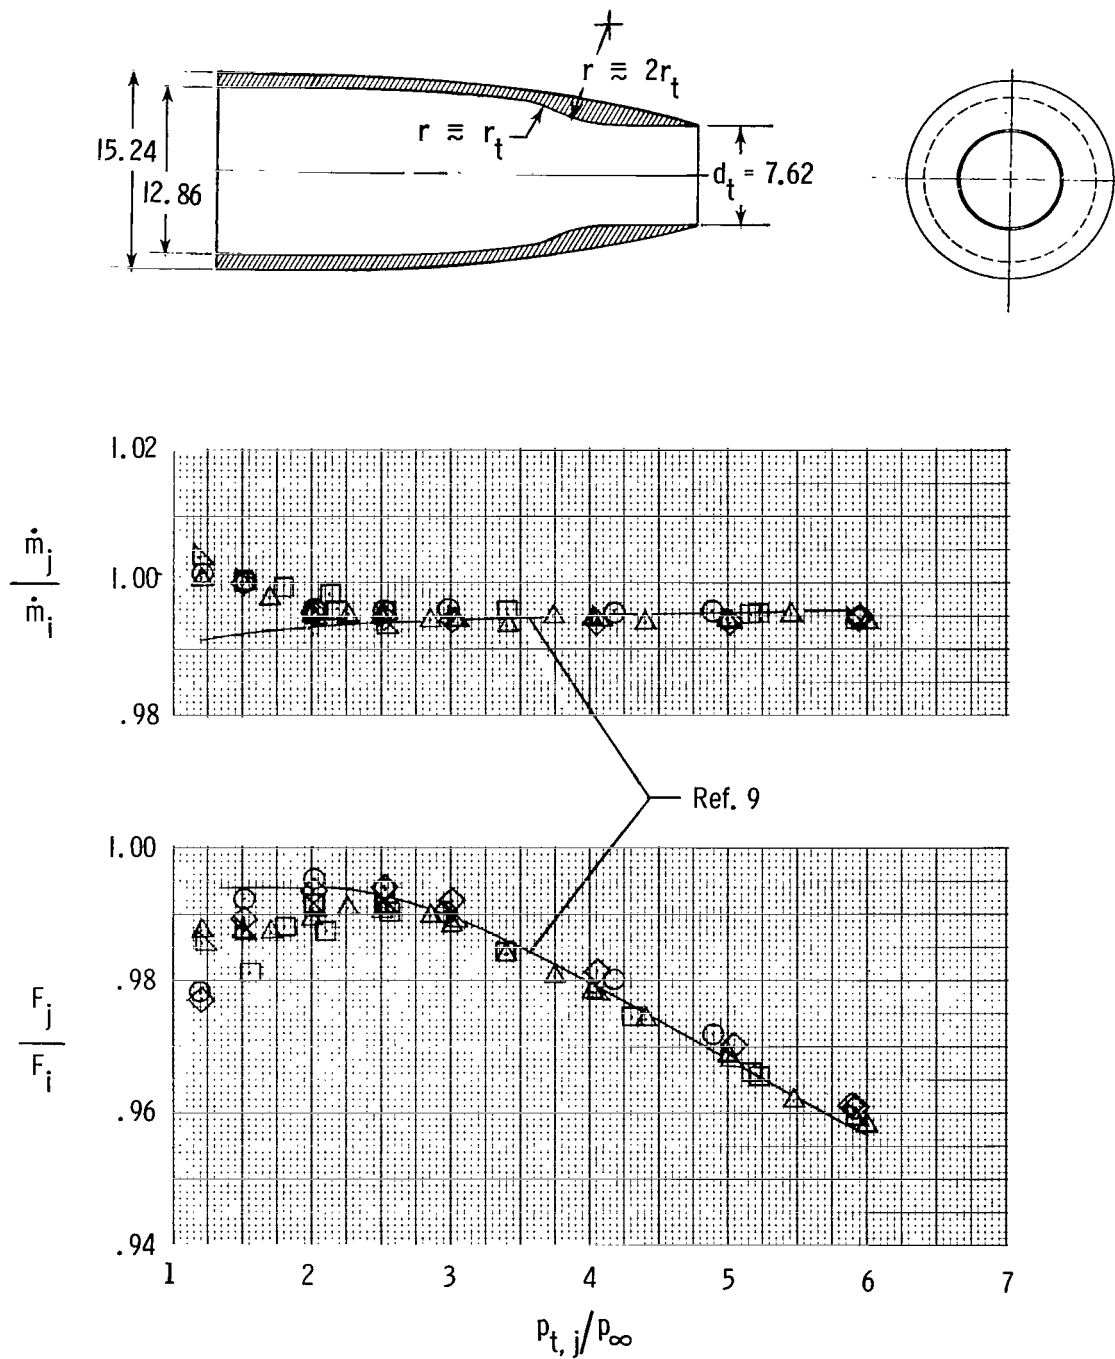 r ≅ 2r_t
r ≅ r_t
15.24
12.86
d_t = 7.62
1.02
ṁ_j
ṁ_i
1.00
.98
Ref. 9
1.00
.98
F_j
F_i
.96
.94
1 2 3 4 5 6 7
p_t,j/p_∞